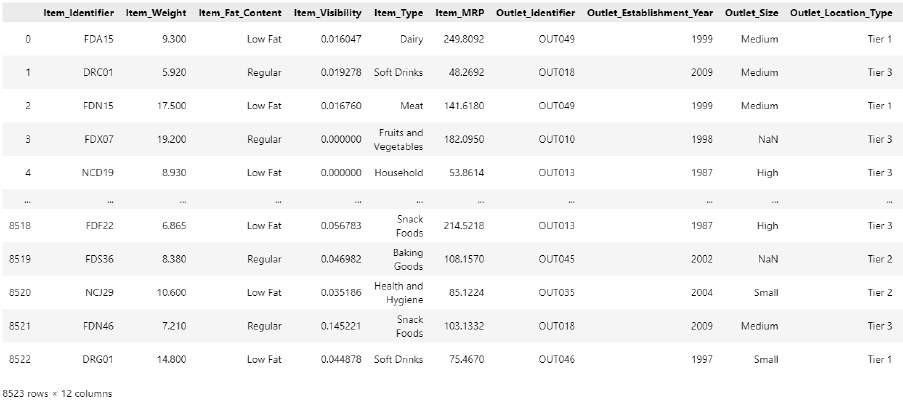 Item_Identifier Item_Weight Item_Fat_Content Item_Visibility Item_Type Item_MRP Outlet_Identifier Outlet_Establishment_Year Outlet_Size Outlet_Location_Type
0 FDA15 9.300 Low Fat 0.016047 Dairy 249.8092 OUT049 1999 Medium Tier 1
1 DRC01 5.920 Regular 0.019278 Soft Drinks 48.2692 OUT018 2009 Medium Tier 3
2 FDN15 17.500 Low Fat 0.016760 Meat 141.6180 OUT049 1999 Medium Tier 1
3 FDX07 19.200 Regular 0.000000 Fruits and Vegetables 182.0950 OUT010 1998 NaN Tier 3
4 NCD19 8.930 Low Fat 0.000000 Household 53.8614 OUT013 1987 High Tier 3
... ... ... ... ... ... ... ... ... ... ...
8518 FDF22 6.865 Low Fat 0.056783 Snack Foods 214.5218 OUT013 1987 High Tier 3
8519 FDS36 8.380 Regular 0.046982 Baking Goods 108.1570 OUT045 2002 NaN Tier 2
8520 NCJ29 10.600 Low Fat 0.035186 Health and Hygiene 85.1224 OUT035 2004 Small Tier 2
8521 FDN46 7.210 Regular 0.145221 Snack Foods 103.1332 OUT018 2009 Medium Tier 3
8522 DRG01 14.800 Low Fat 0.044878 Soft Drinks 75.4670 OUT046 1997 Small Tier 1
8523 rows × 12 columns